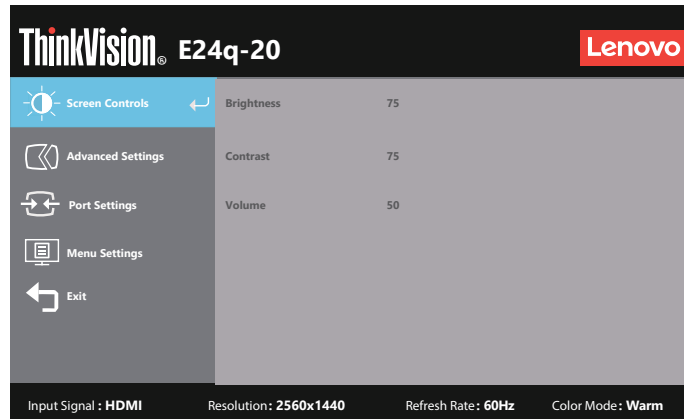 ThinkVision® E24q-20
Lenovo
Screen Controls
Brightness 75
Advanced Settings
Contrast 75
Port Settings
Volume 50
Menu Settings
Exit
Input Signal : HDMI Resolution : 2560x1440 Refresh Rate : 60Hz Color Mode : Warm